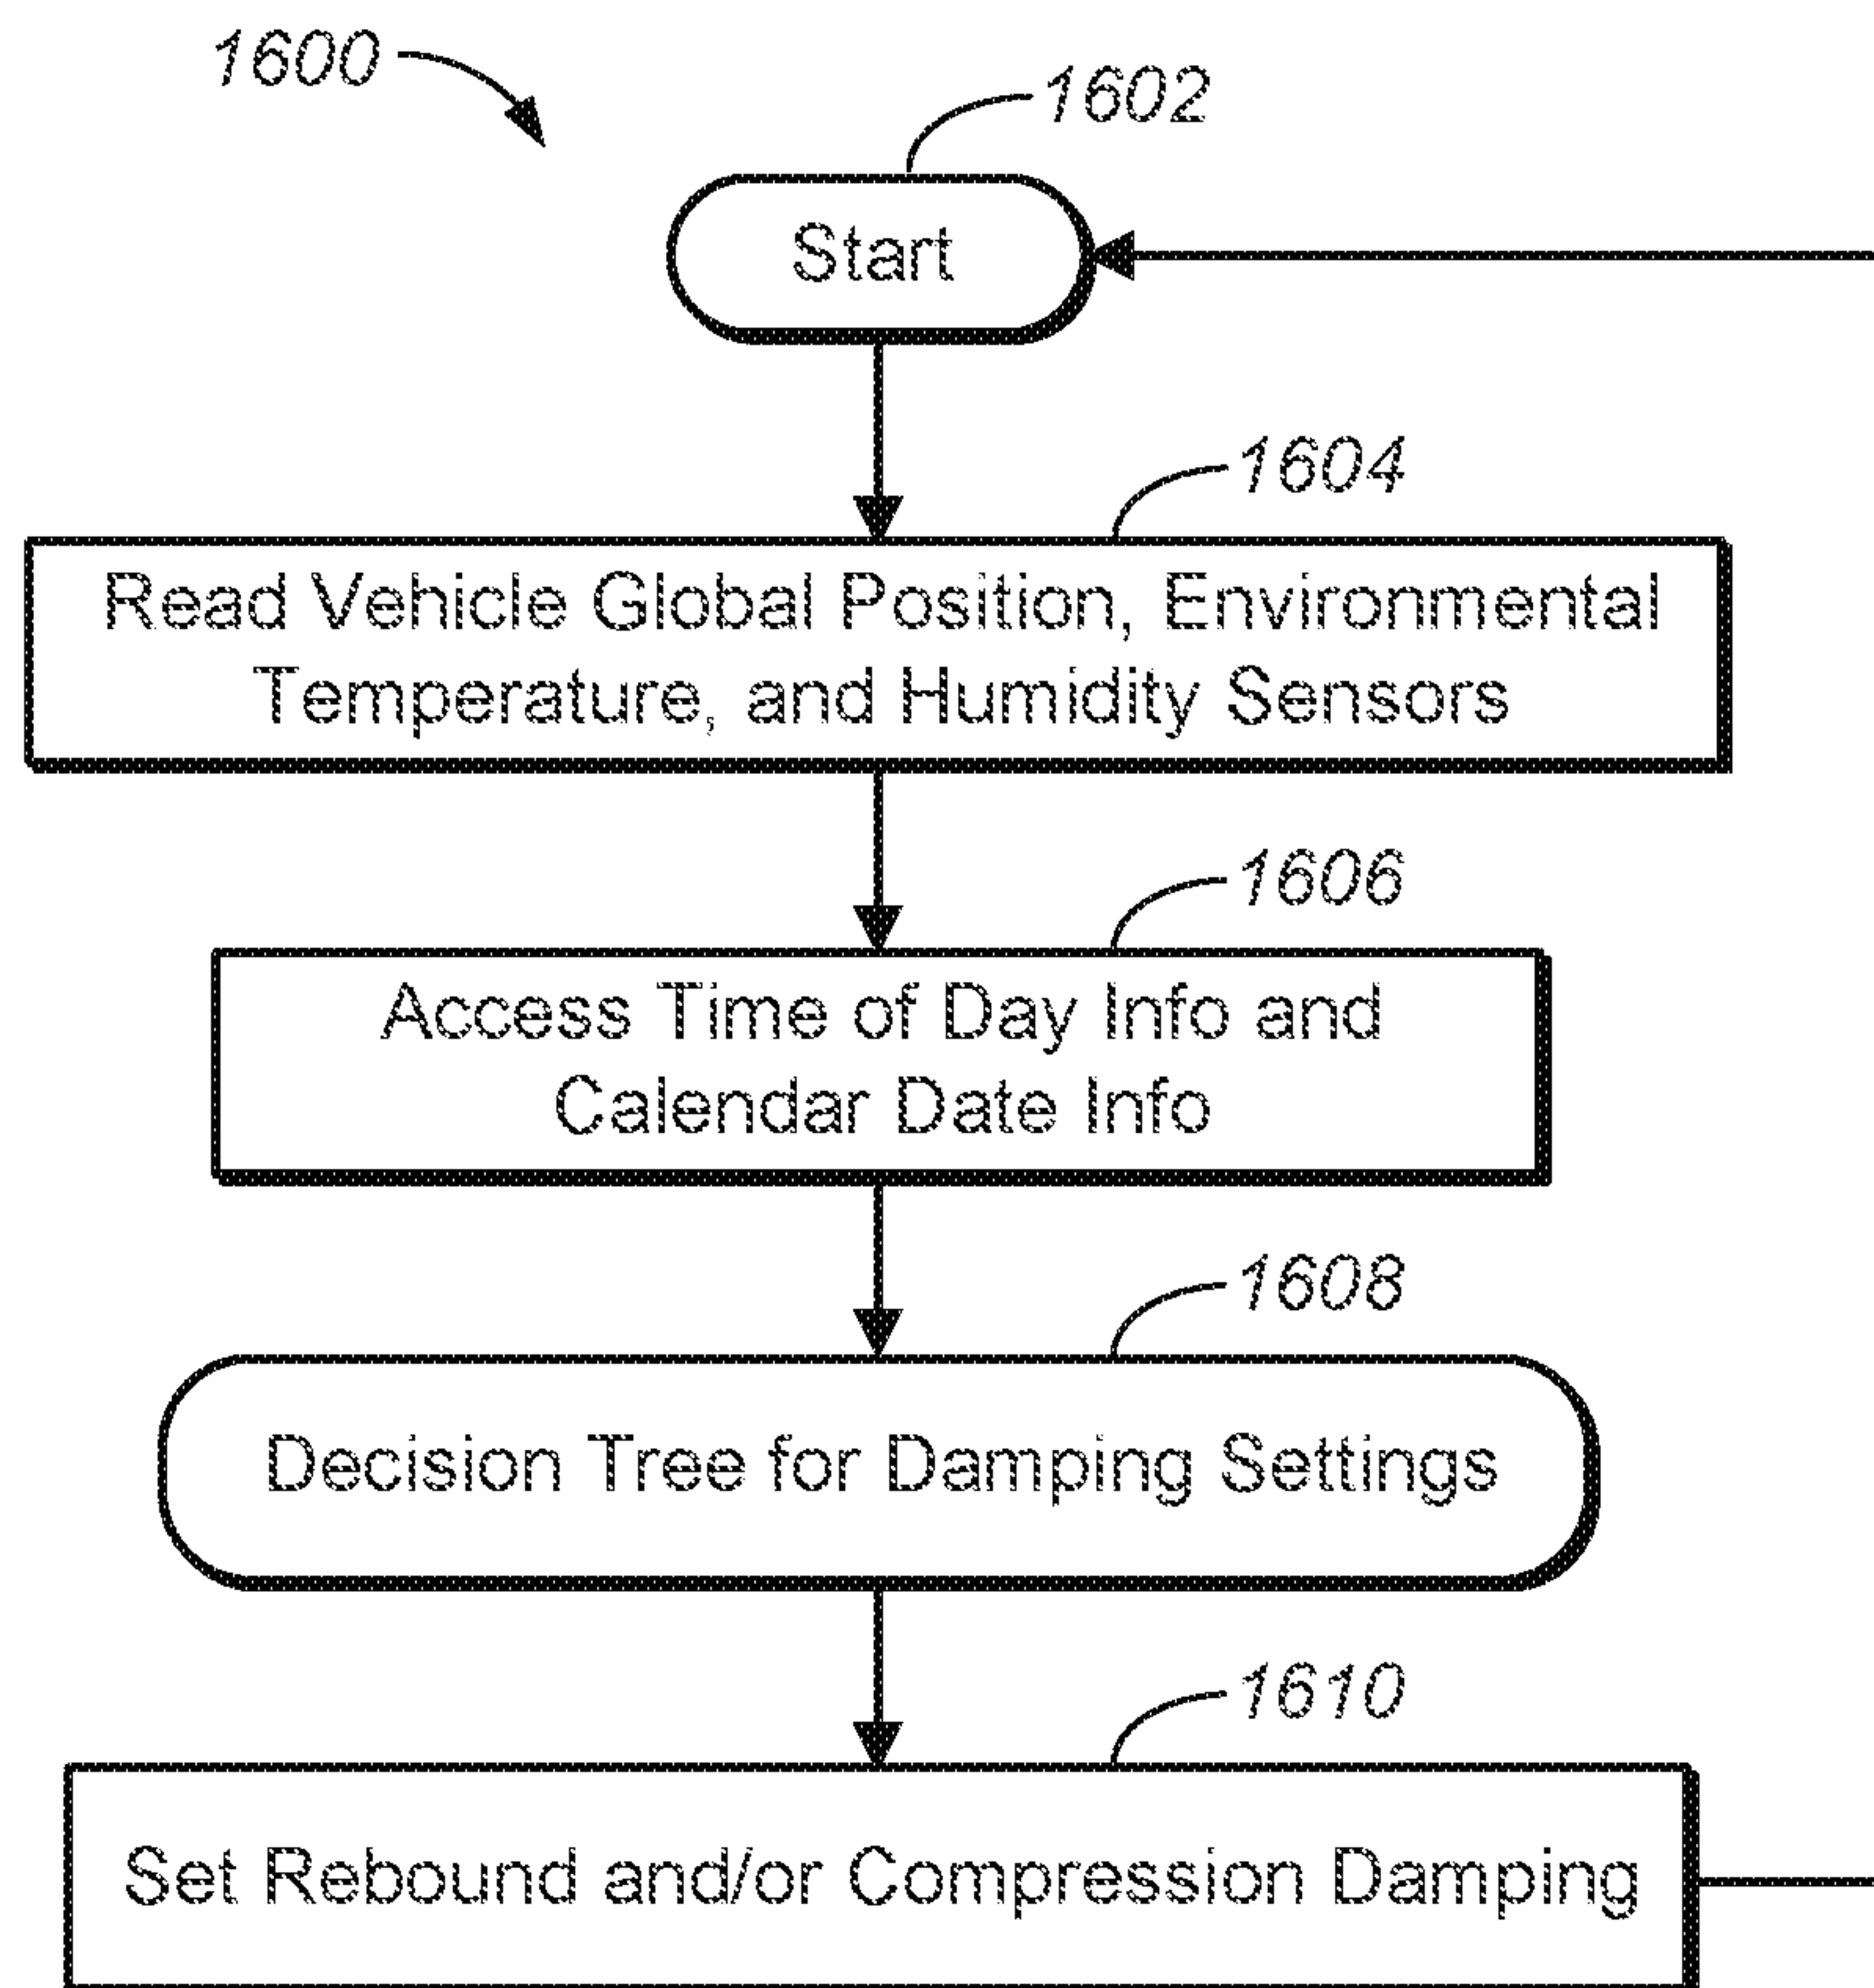 1600
1602
Start
1604
Read Vehicle Global Position, Environmental
Temperature, and Humidity Sensors
1606
Access Time of Day Info and
Calendar Date Info
1608
Decision Tree for Damping Settings
1610
Set Rebound and/or Compression Damping